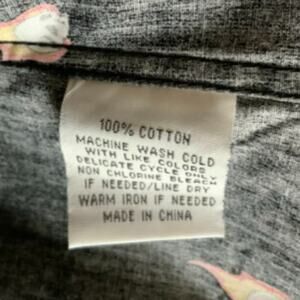 100% COTTON
MACHINE WASH COLD
WITH LIKE COLORS
DELICATE CYCLE ONLY
NON CHLORINE BLEACH
IF NEEDED/LINE DRY
WARM IRON IF NEEDED
MADE IN CHINA